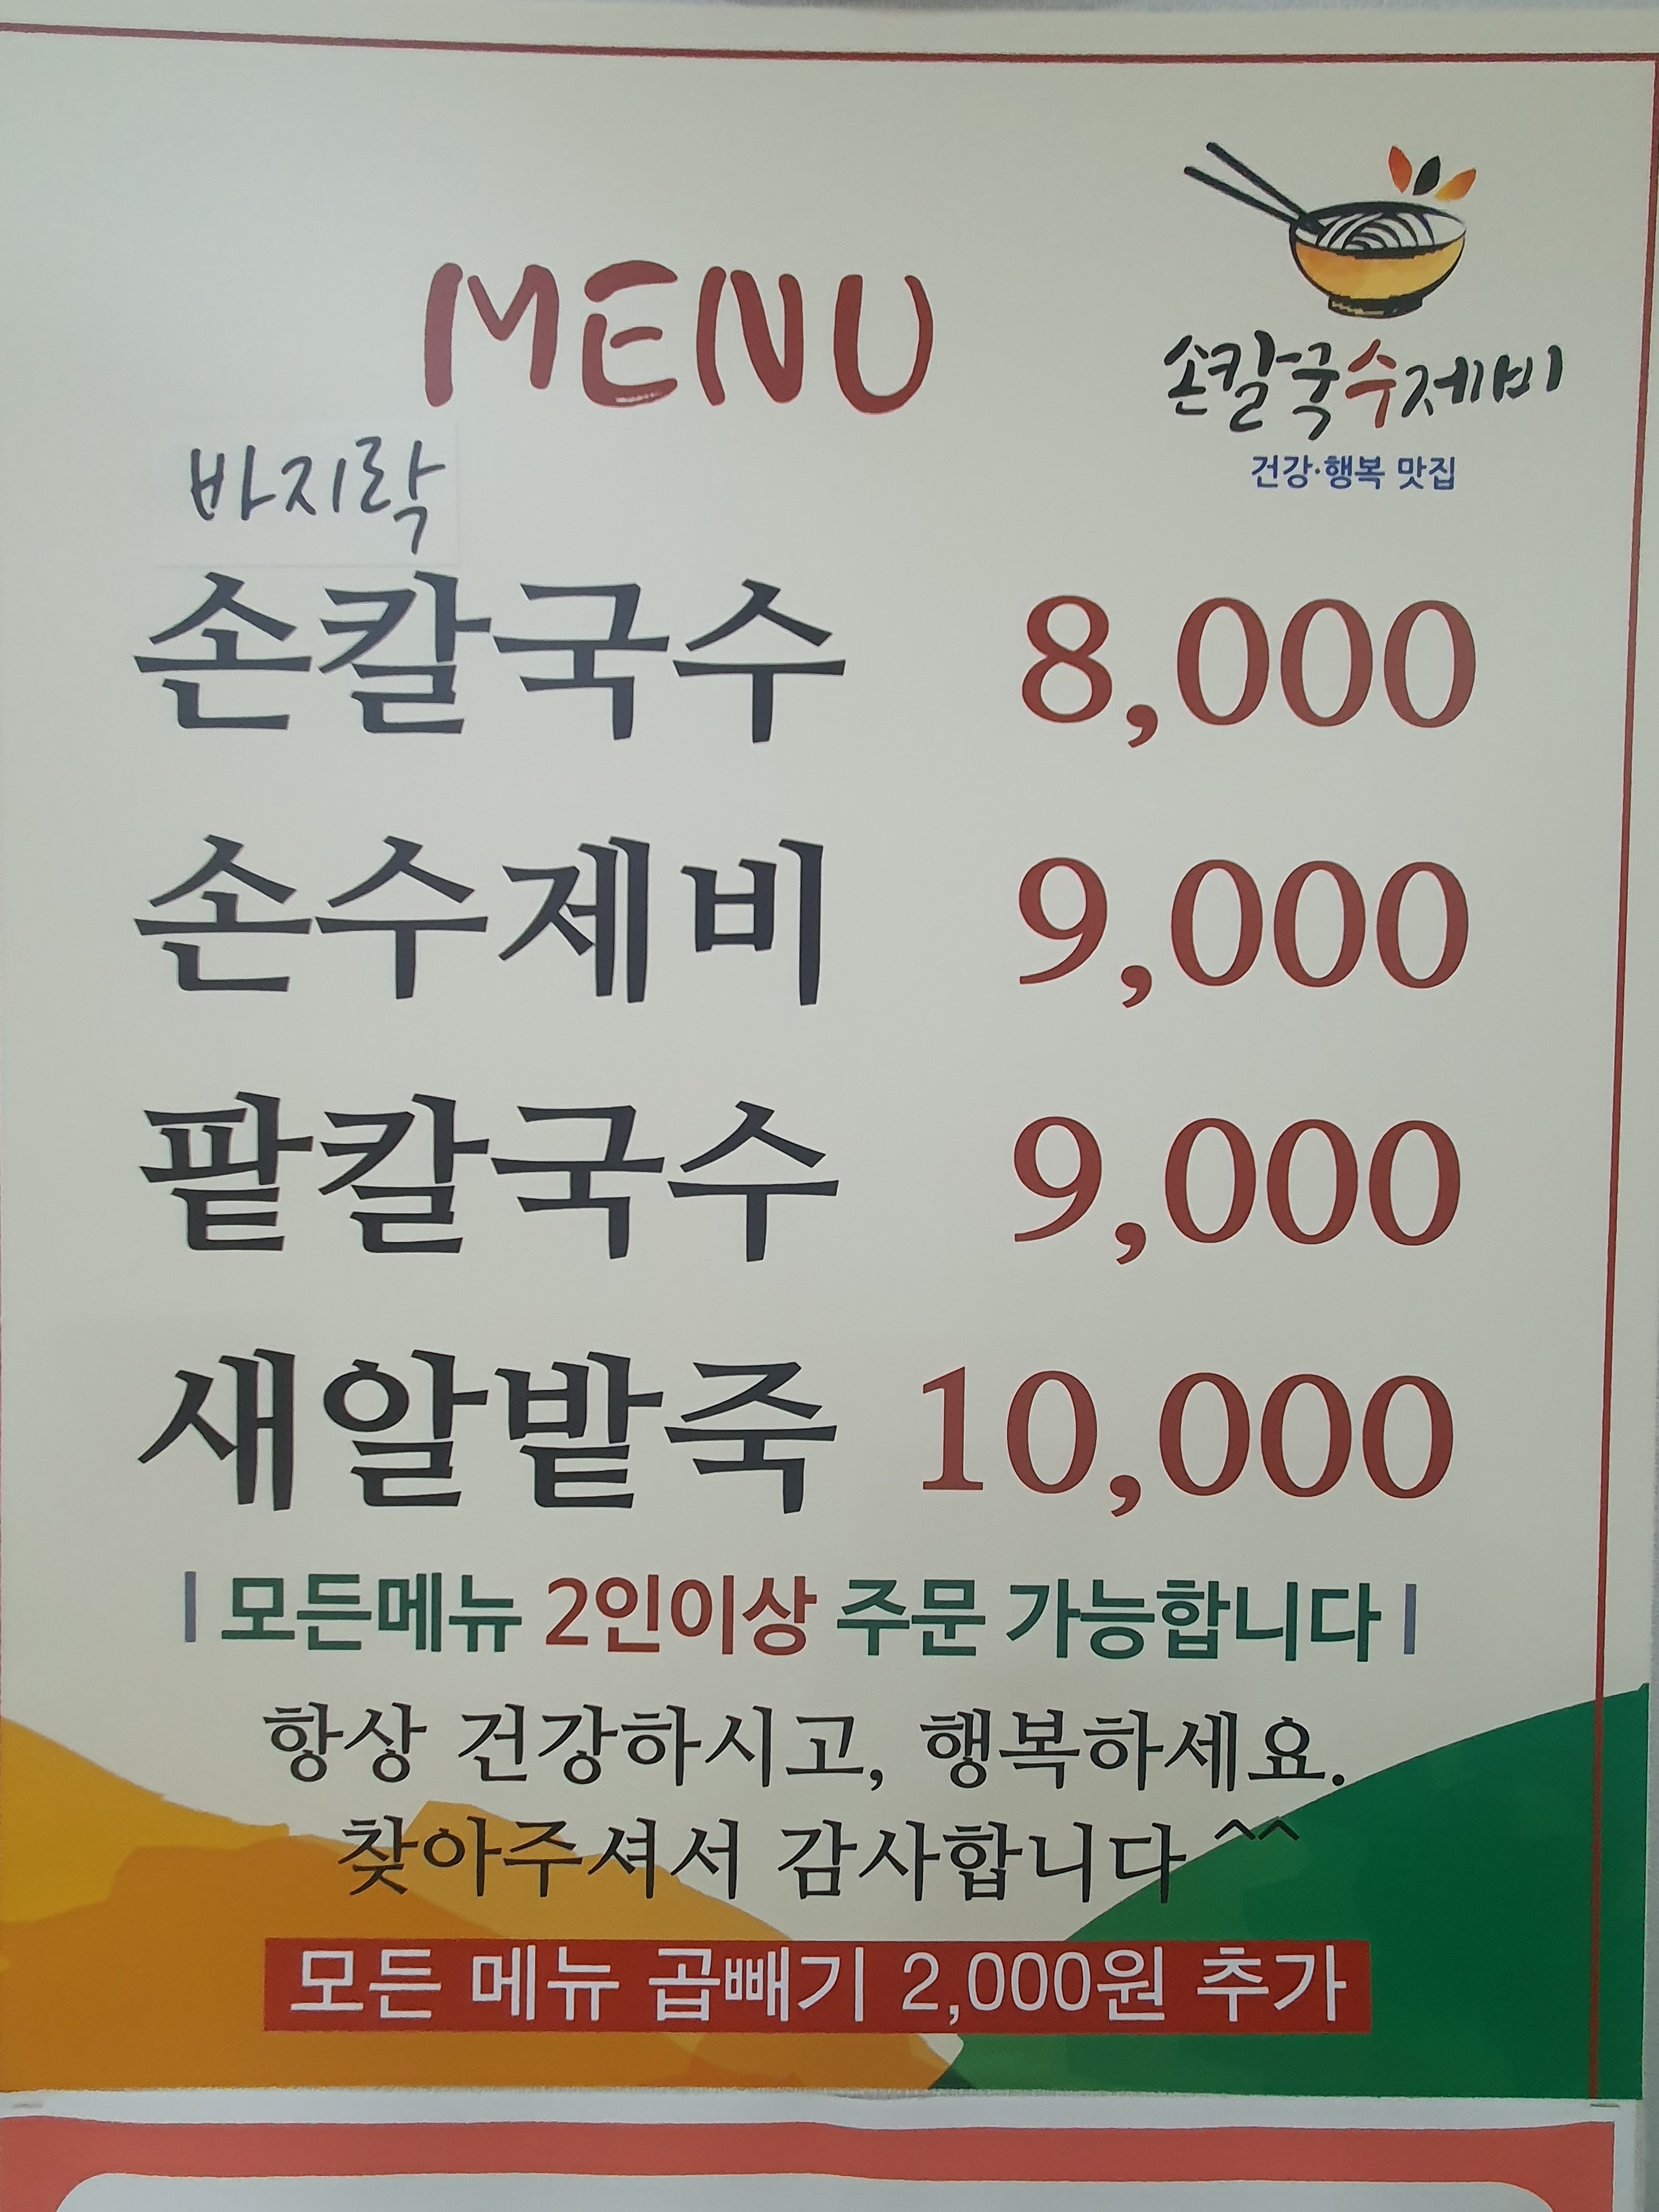 MENU
손칼국수제비
건강·행복 맛집
바지락
손칼국수 8,000
손수제비 9,000
팥칼국수 9,000
새알밭죽 10,000
| 모든메뉴 2인이상 주문 가능합니다 |
항상 건강하시고, 행복하세요.
찾아주셔서 감사합니다^^
모든 메뉴 곱빼기 2,000원 추가